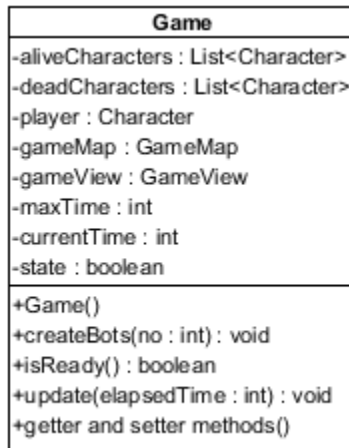 Game
-aliveCharacters : List<Character>
-deadCharacters : List<Character>
-player : Character
-gameMap : GameMap
-gameView : GameView
-maxTime : int
-currentTime : int
-state : boolean
+Game()
+createBots(no : int) : void
+isReady() : boolean
+update(elapsedTime : int) : void
+getter and setter methods()